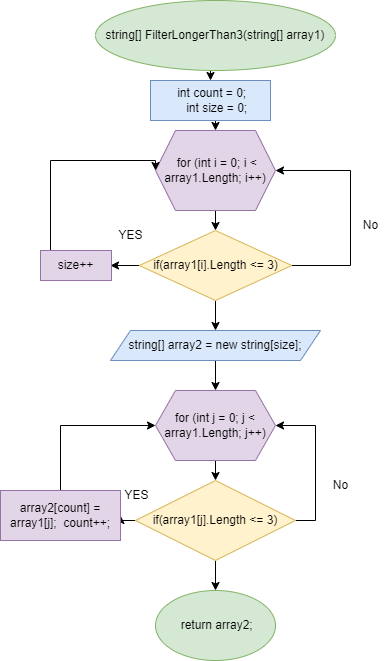 string[] FilterLongerThan3(string[] array1)
int count = 0;
int size = 0;
for (int i = 0; i <
array1.Length; i++)
No
YES
size++
if(array1[i].Length <= 3)
string[] array2 = new string[size];
for (int j = 0; j <
array1.Length; j++)
No
YES
array2[count] =
array1[j]; count++;
if(array1[j].Length <= 3)
return array2;